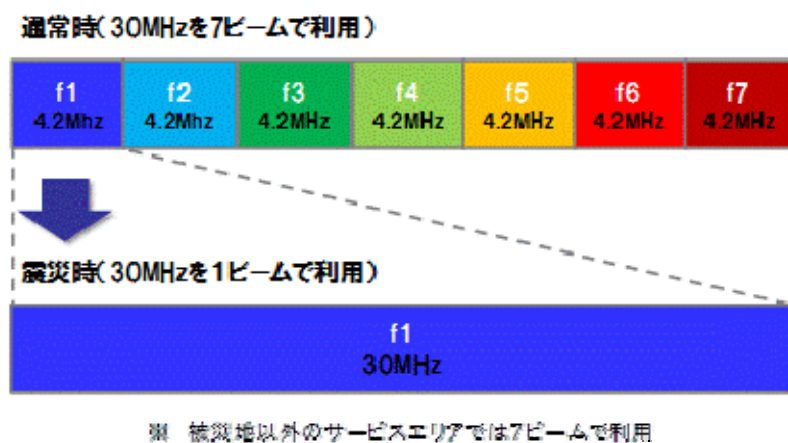 通常時(30MHzを7ビームで利用)
f1 f2 f3 f4 f5 f6 f7
4.2Mhz 4.2Mhz 4.2MHz 4.2MHz 4.2MHz 4.2MHz 4.2MHz
震災時(30MHzを1ビームで利用)
f1
30MHz
※ 被災地以外のサービスエリアでは7ビームで利用